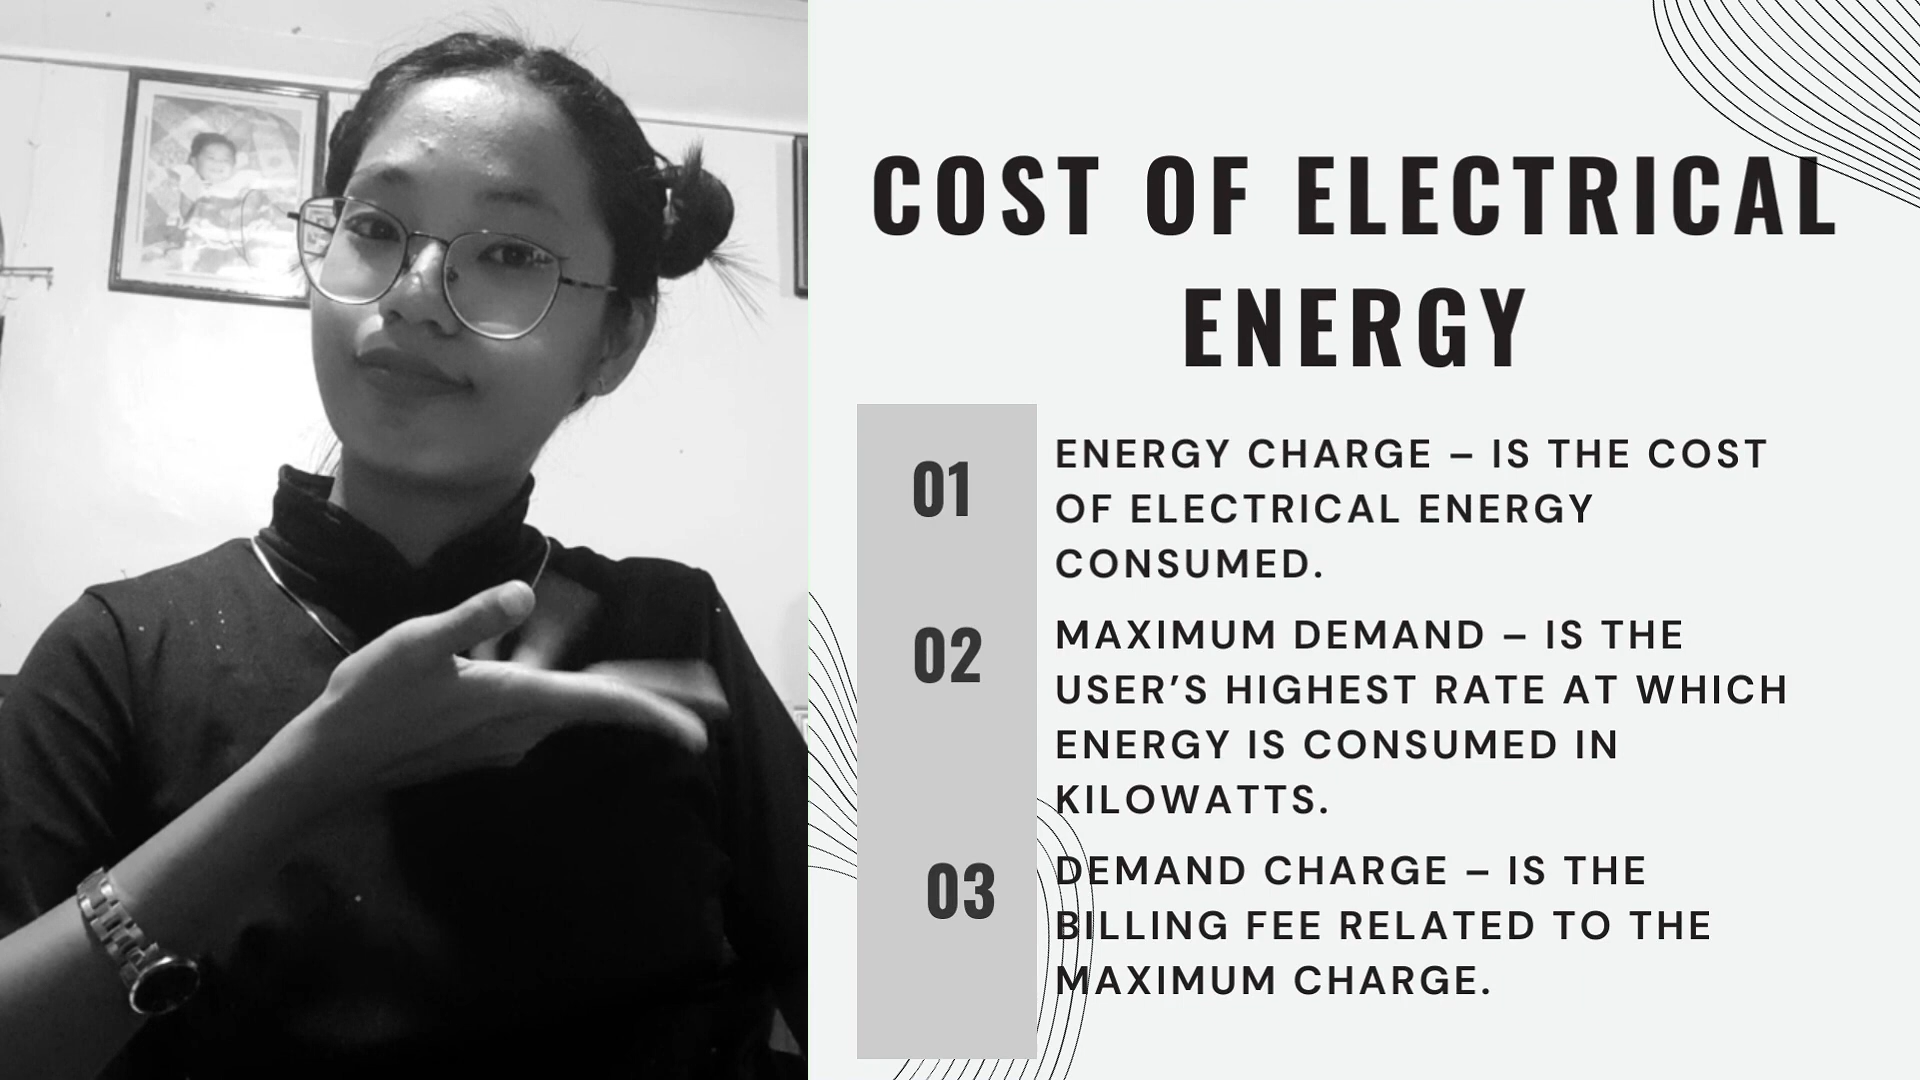 COST OF ELECTRICAL
ENERGY
01
ENERGY CHARGE – IS THE COST
OF ELECTRICAL ENERGY
CONSUMED.
02
MAXIMUM DEMAND – IS THE
USER’S HIGHEST RATE AT WHICH
ENERGY IS CONSUMED IN
KILOWATTS.
03
DEMAND CHARGE – IS THE
BILLING FEE RELATED TO THE
MAXIMUM CHARGE.